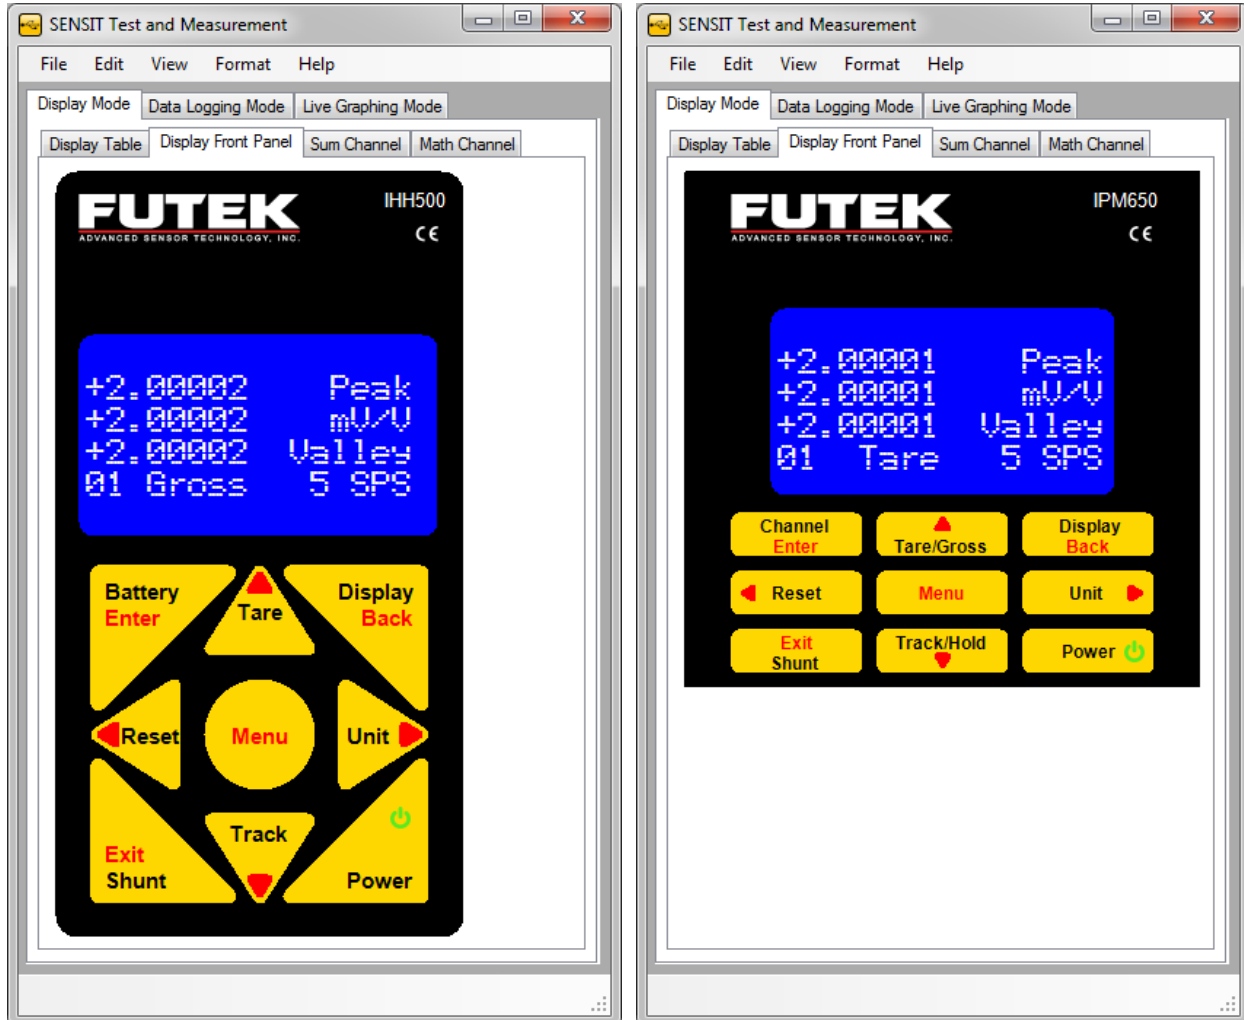 SENSIT Test and Measurement
File Edit View Format Help
Display Mode Data Logging Mode Live Graphing Mode
Display Table Display Front Panel Sum Channel Math Channel
FUTEK IHH500
ADVANCED SENSOR TECHNOLOGY, INC. CE
+2.00002 Peak
+2.00002 mV/V
+2.00002 Valley
01 Gross 5 SPS
Battery
Enter
Tare
Display
Back
Reset
Menu
Unit
Exit
Shunt
Track
Power
SENSIT Test and Measurement
File Edit View Format Help
Display Mode Data Logging Mode Live Graphing Mode
Display Table Display Front Panel Sum Channel Math Channel
FUTEK IPM650
ADVANCED SENSOR TECHNOLOGY, INC. CE
+2.00001 Peak
+2.00001 mV/V
+2.00001 Valley
01 Tare 5 SPS
Channel
Enter
Tare/Gross
Display
Back
Reset
Menu
Unit
Exit
Shunt
Track/Hold
Power